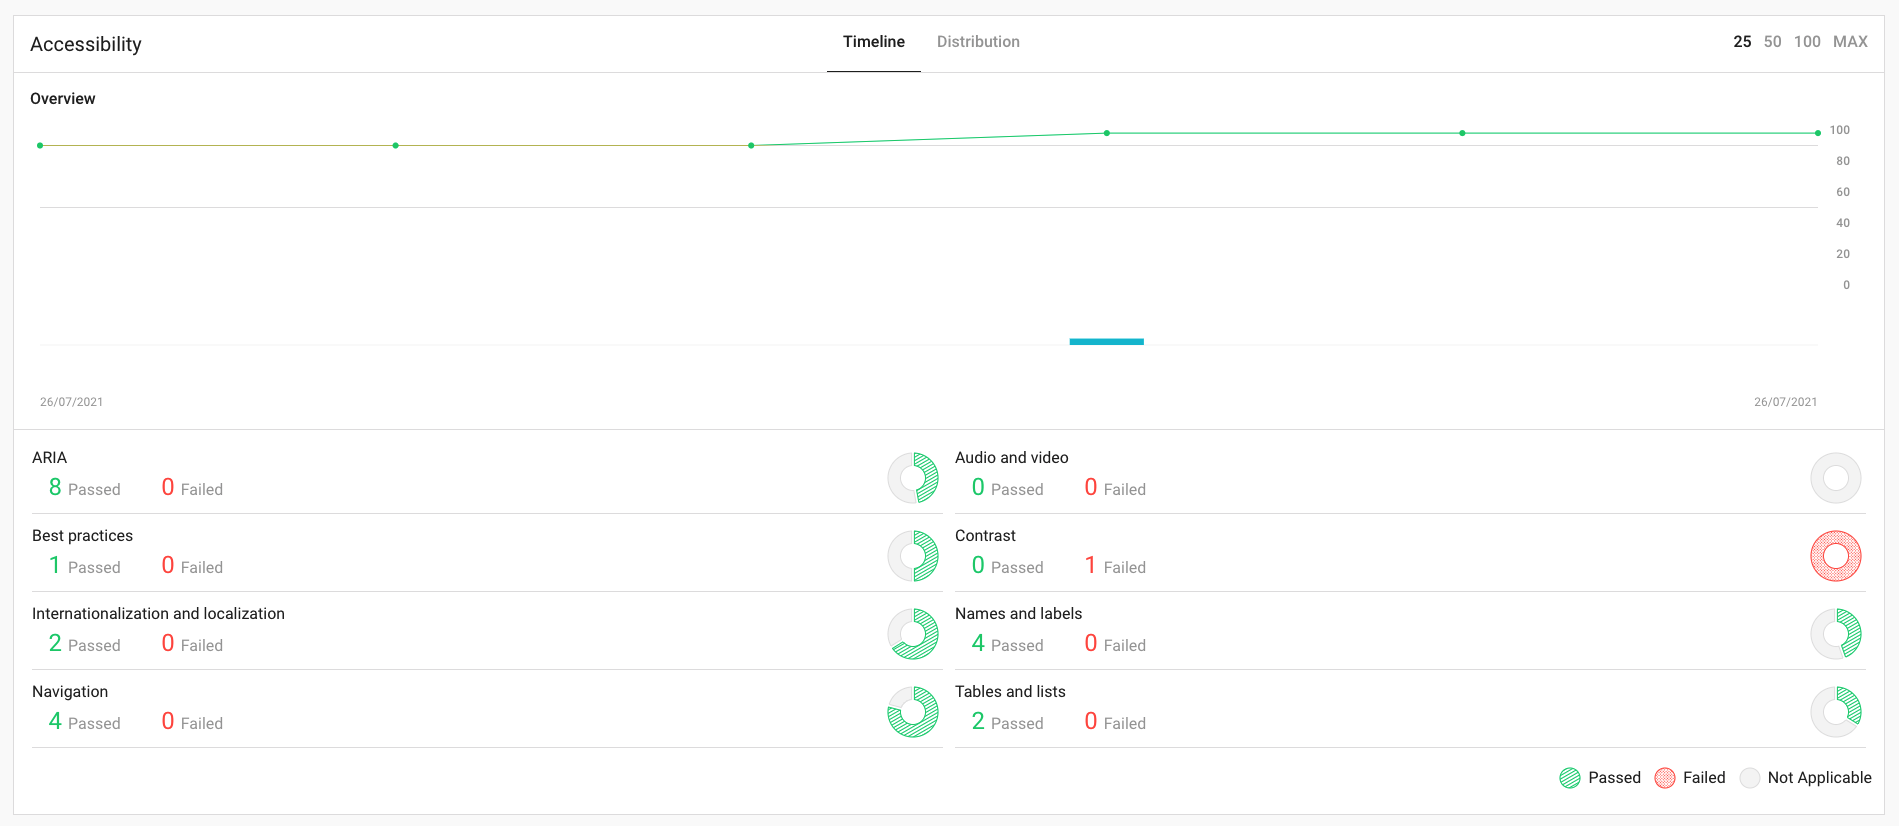 Accessibility
Timeline Distribution
25 50 100 MAX
Overview
100
80
60
40
20
0
26/07/2021 26/07/2021
ARIA
8 Passed 0 Failed
Audio and video
0 Passed 0 Failed
Best practices
1 Passed 0 Failed
Contrast
0 Passed 1 Failed
Internationalization and localization
2 Passed 0 Failed
Names and labels
4 Passed 0 Failed
Navigation
4 Passed 0 Failed
Tables and lists
2 Passed 0 Failed
Passed Failed Not Applicable